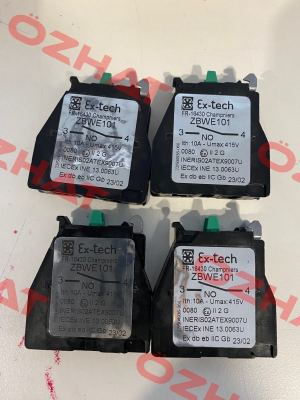 OZHAT
Ex-tech
FR-16430 Champniers
ZBWE101
3 NO 4
Ith 10A - Umax 415V
0080 II 2 G
INERIS02ATEX9007U
IECEx INE 13.0063U
Ex db eb IIC Gb 23/02
Ex-tech
FR-16430 Champniers
ZBWE101
3 NO 4
Ith 10A - Umax 415V
0080 II 2 G
INERIS02ATEX9007U
IECEx INE 13.0063U
Ex db eb IIC Gb 23/02
Ex-tech
FR-16430 Champniers
ZBWE101
3 NO 4
Ith 10A - Umax 415V
0080 II 2 G
INERIS02ATEX9007U
IECEx INE 13.0063U
Ex db eb IIC Gb 23/02
Ex-tech
FR-16430 Champniers
ZBWE101
3 NO 4
Ith 10A - Umax 415V
0080 II 2 G
INERIS02ATEX9007U
IECEx INE 13.0063U
Ex db eb IIC Gb 23/02